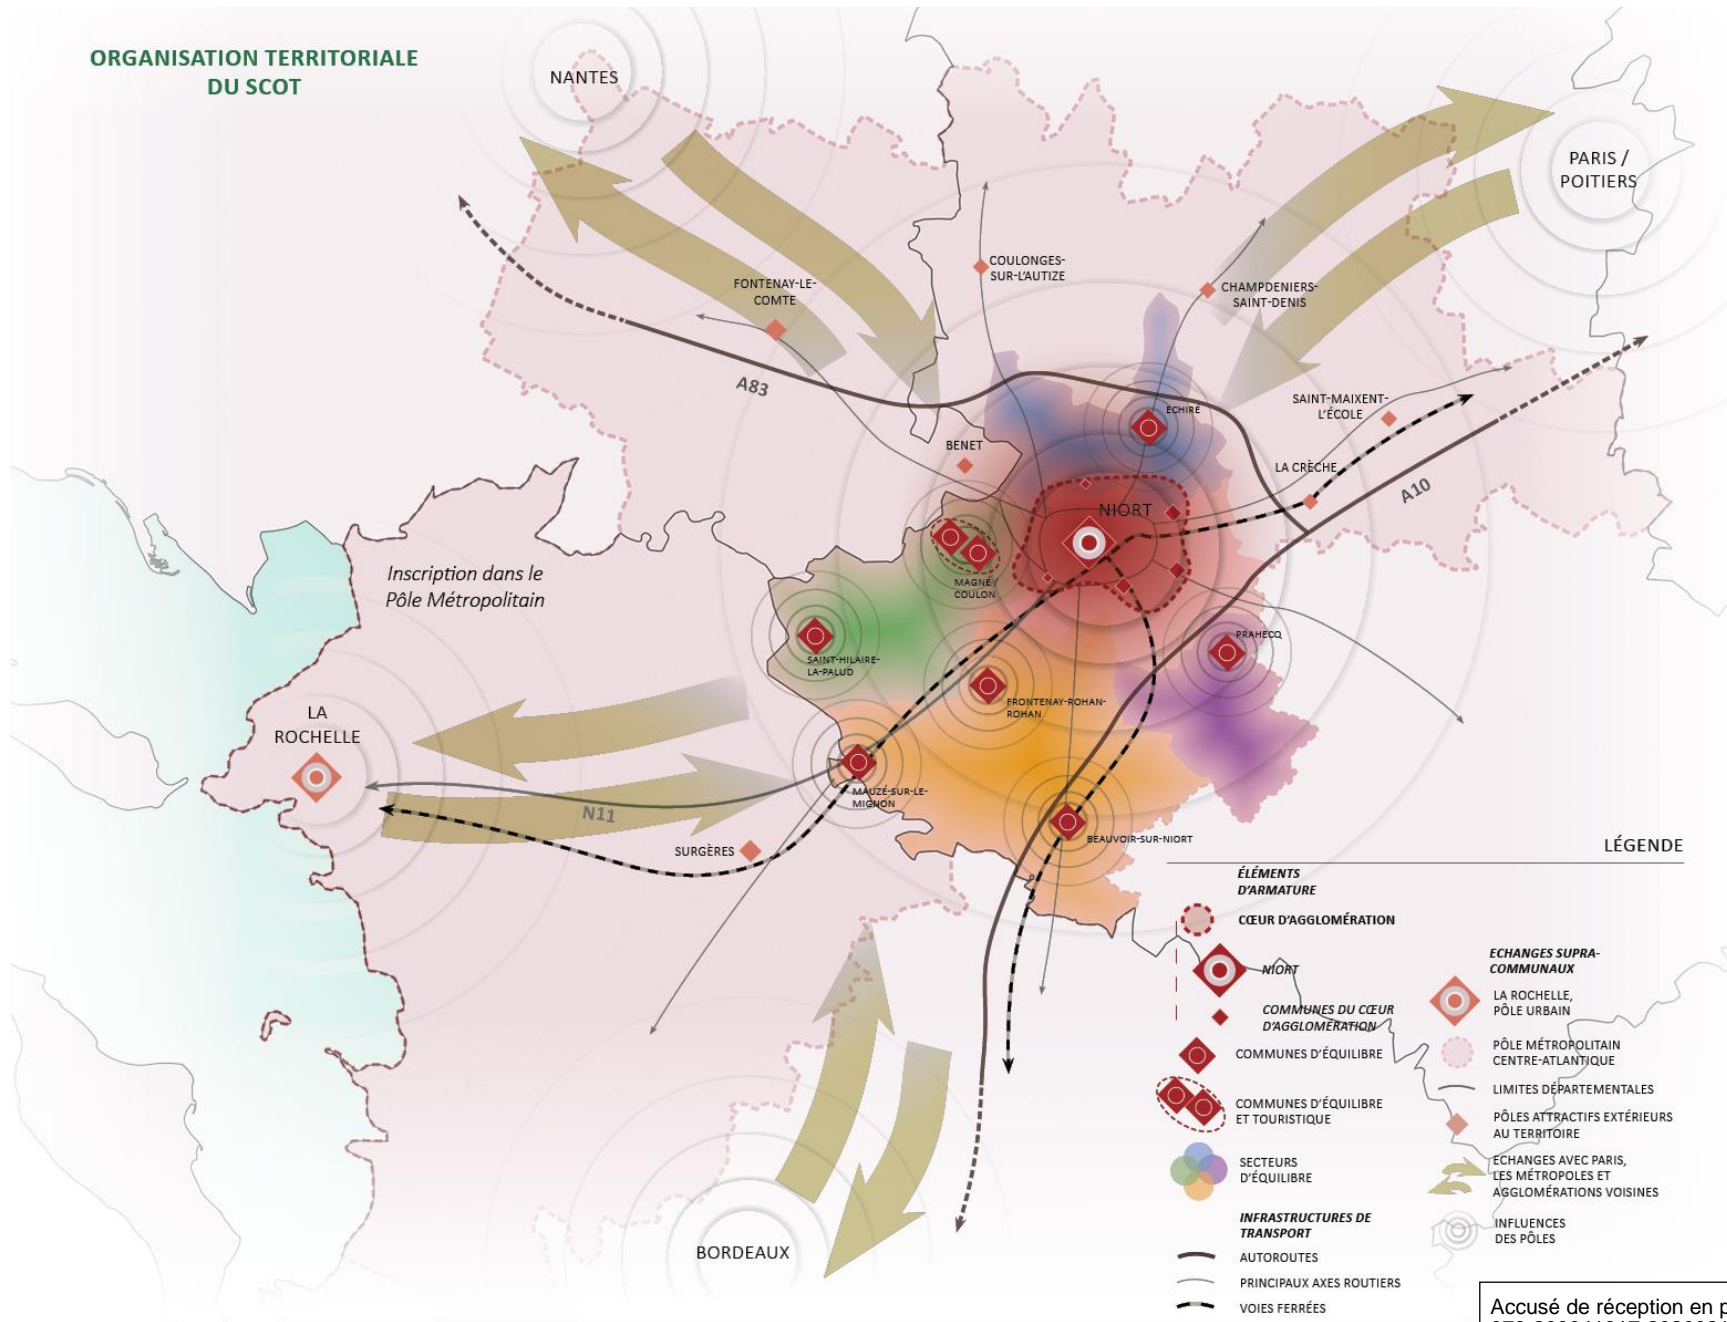 ORGANISATION TERRITORIALE
DU SCOT
NANTES
PARIS /
POITIERS
COULONGES-
SUR-L'AUTIZE
FONTENAY-LE-
COMTE
CHAMPDENIERS-
SAINT-DENIS
A83
SAINT-MAIXENT-
L'ÉCOLE
ECHIRE
BENET
LA CRÈCHE
A10
NIORT
Inscription dans le
Pôle Métropolitain
MAGNÉ /
COULON
PRAHECQ
SAINT-HILAIRE-
LA-PALUD
FRONTENAY-ROHAN-
ROHAN
LA
ROCHELLE
MAUZÉ-SUR-LE-
MIGNON
N11
SURGÈRES
BEAUVOIR-SUR-NIORT
BORDEAUX
LÉGENDE
ÉLÉMENTS
D'ARMATURE
CŒUR D'AGGLOMÉRATION
NIORT
COMMUNES DU CŒUR
D'AGGLOMÉRATION
COMMUNES D'ÉQUILIBRE
COMMUNES D'ÉQUILIBRE
ET TOURISTIQUE
SECTEURS
D'ÉQUILIBRE
INFRASTRUCTURES DE
TRANSPORT
AUTOROUTES
PRINCIPAUX AXES ROUTIERS
VOIES FERRÉES
ECHANGES SUPRA-
COMMUNAUX
LA ROCHELLE,
PÔLE URBAIN
PÔLE MÉTROPOLITAIN
CENTRE-ATLANTIQUE
LIMITES DÉPARTEMENTALES
PÔLES ATTRACTIFS EXTÉRIEURS
AU TERRITOIRE
ECHANGES AVEC PARIS,
LES MÉTROPOLES ET
AGGLOMÉRATIONS VOISINES
INFLUENCES
DES PÔLES
Accusé de réception en p